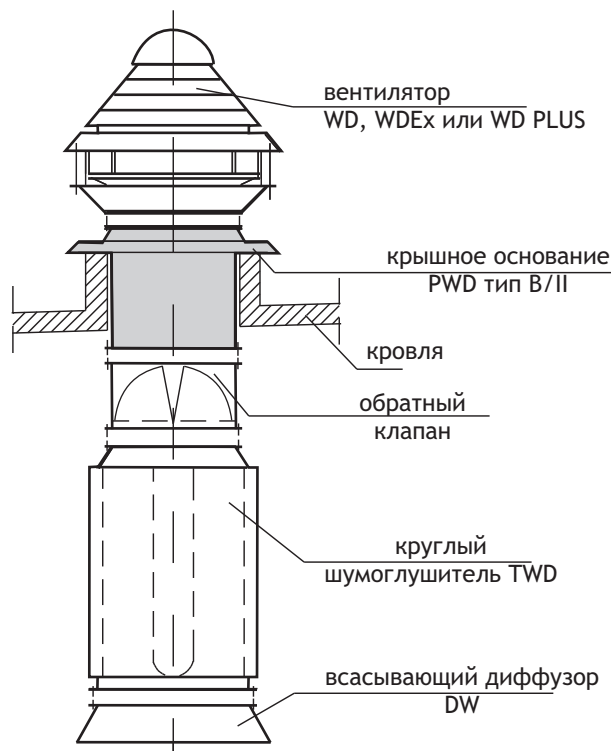 вентилятор
WD, WDEx или WD PLUS
крышное основание
PWD тип B/II
кровля
обратный
клапан
круглый
шумоглушитель TWD
всасывающий диффузор
DW